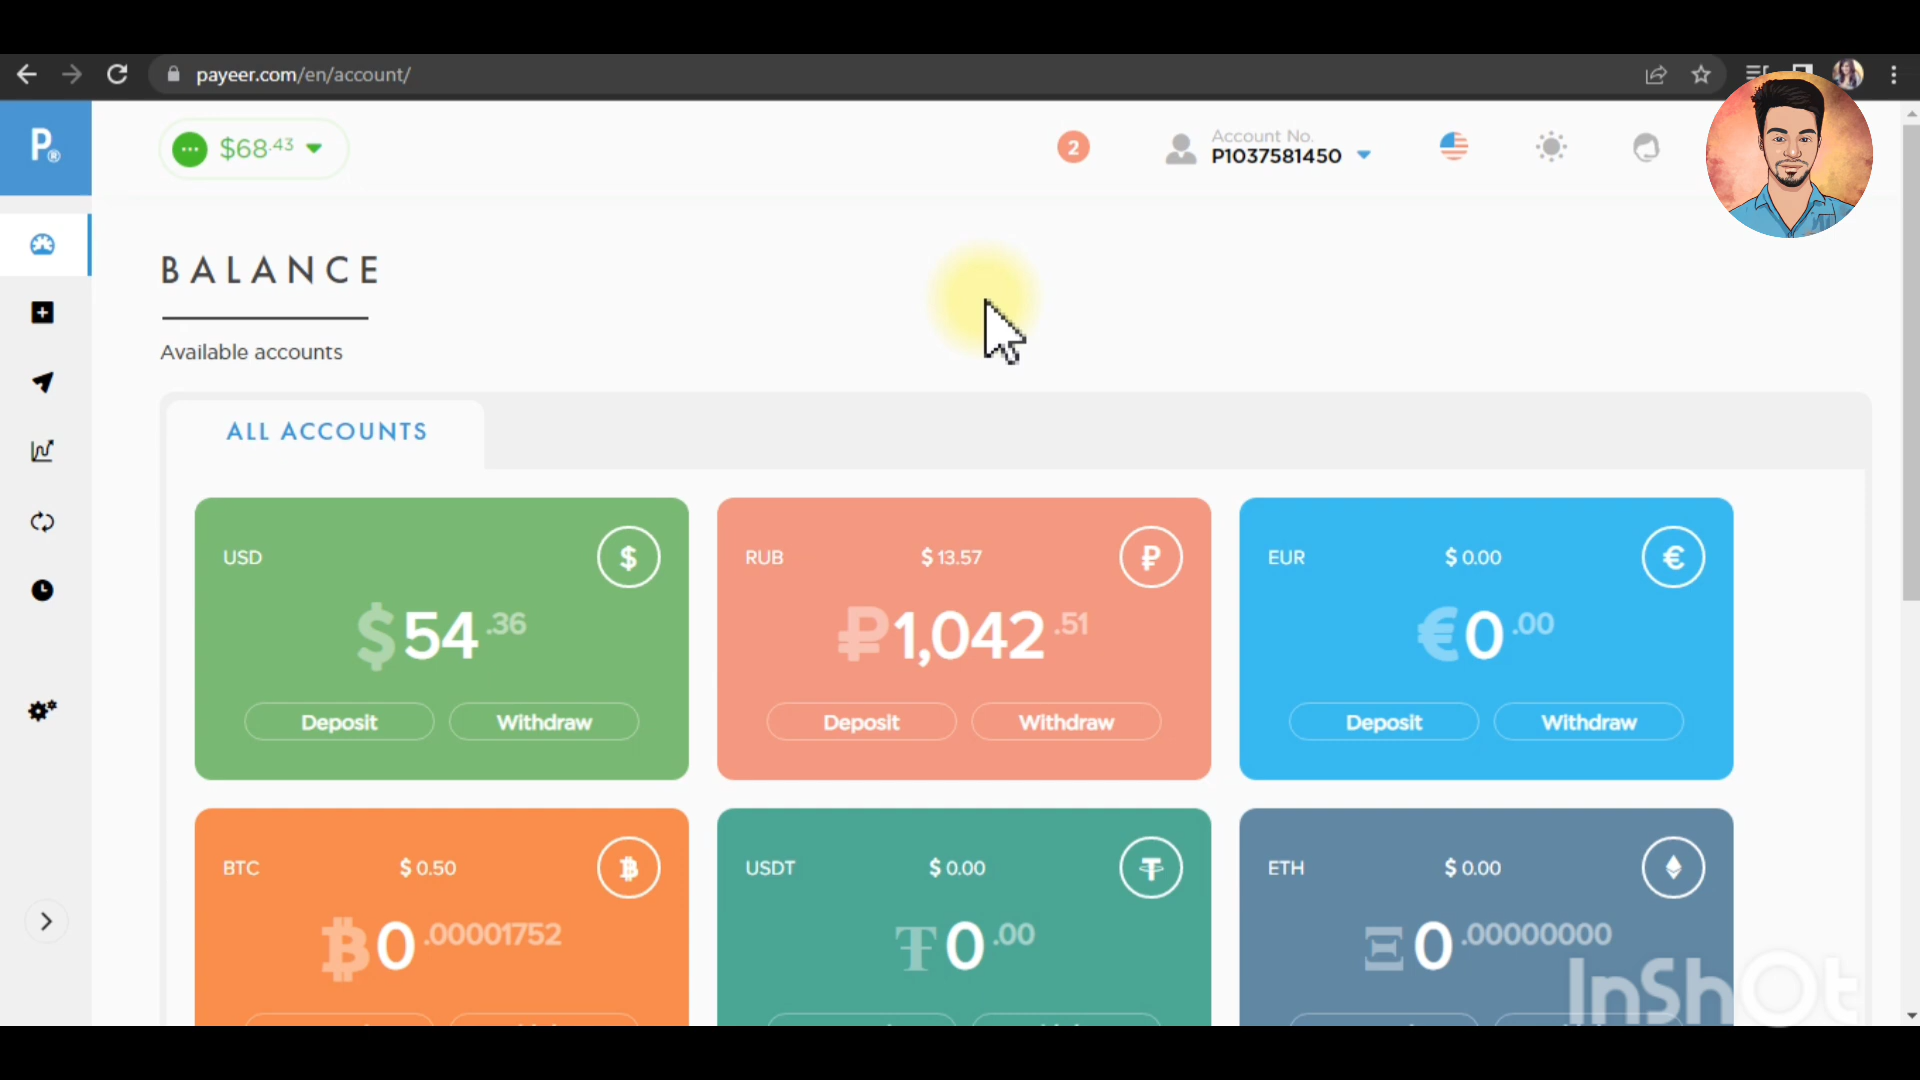 payeer.com/en/account/
P®
$68.43
2
Account No.
P1037581450
BALANCE
Available accounts
ALL ACCOUNTS
USD
$
$54.36
Deposit Withdraw
RUB $ 13.57
₽
₽1,042.51
Deposit Withdraw
EUR $ 0.00
€
€0.00
Deposit Withdraw
BTC $ 0.50
₿0.00001752
USDT $ 0.00
₮0.00
ETH $ 0.00
Ξ0.00000000
InShOt